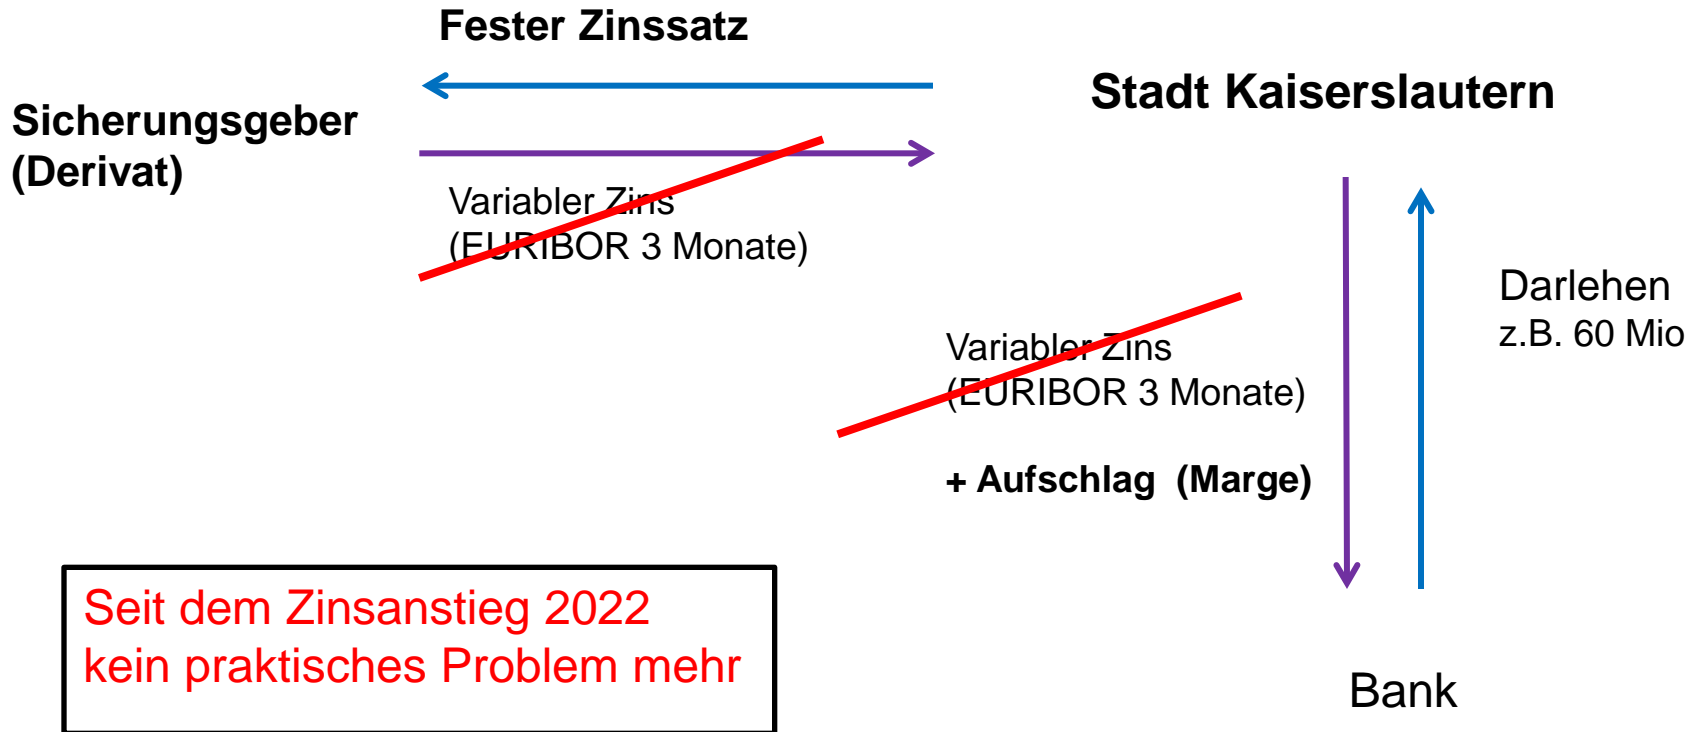 Fester Zinssatz
Stadt Kaiserslautern
Sicherungsgeber
(Derivat)
Variabler Zins
(EURIBOR 3 Monate)
Darlehen
z.B. 60 Mio
Variabler Zins
(EURIBOR 3 Monate)
+ Aufschlag (Marge)
Seit dem Zinsanstieg 2022
kein praktisches Problem mehr
Bank